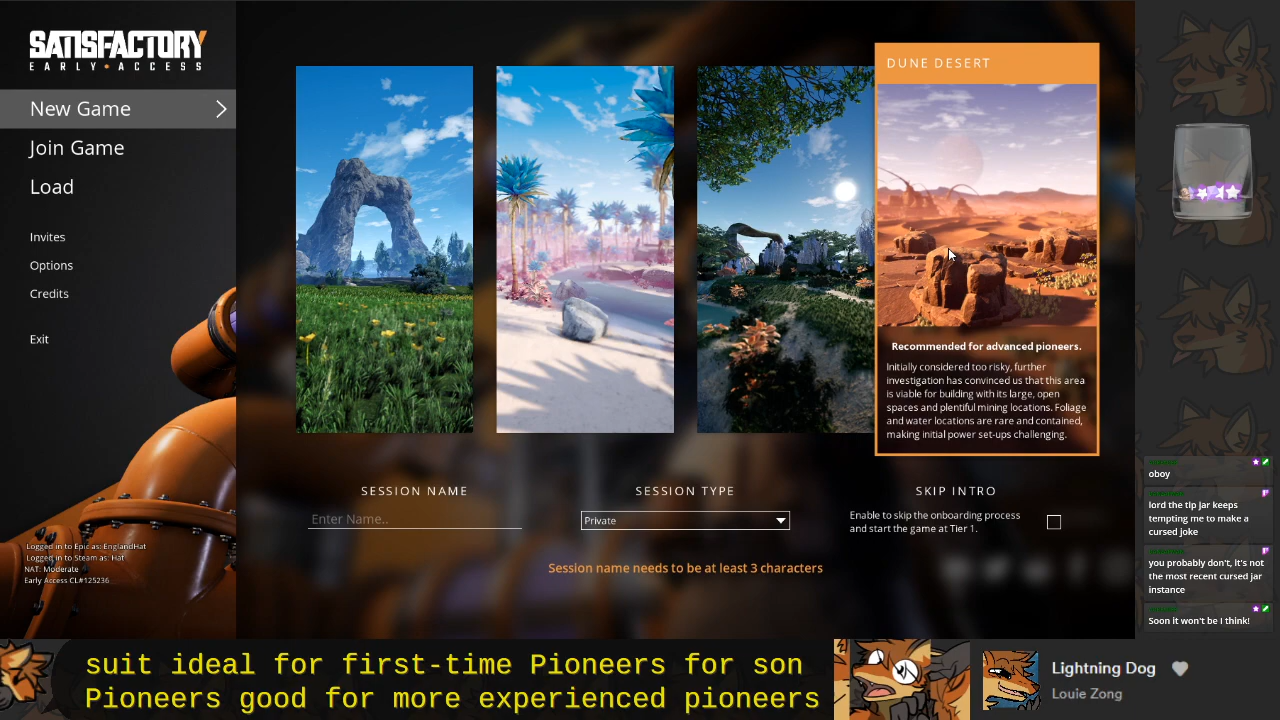 SATISFACTORY
EARLY ACCESS
New Game
Join Game
Load
Invites
Options
Credits
Exit
Logged in to Epic as: EnglandHat
Logged in to Steam as: Hat
NAT: Moderate
Early Access CL#125236
DUNE DESERT
Recommended for advanced pioneers.
Initially considered too risky, further
investigation has convinced us that this area
is viable for building with its large, open
spaces and plentiful mining locations. Foliage
and water locations are rare and contained,
making initial power set-ups challenging.
SESSION NAME
Enter Name..
SESSION TYPE
Private
SKIP INTRO
Enable to skip the onboarding process
and start the game at Tier 1.
Session name needs to be at least 3 characters
oboy
lord the tip jar keeps
tempting me to make a
cursed joke
you probably don't, it's not
the most recent cursed jar
instance
Soon it won't be I think!
suit ideal for first-time Pioneers for son
Pioneers good for more experienced pioneers
Lightning Dog
Louie Zong